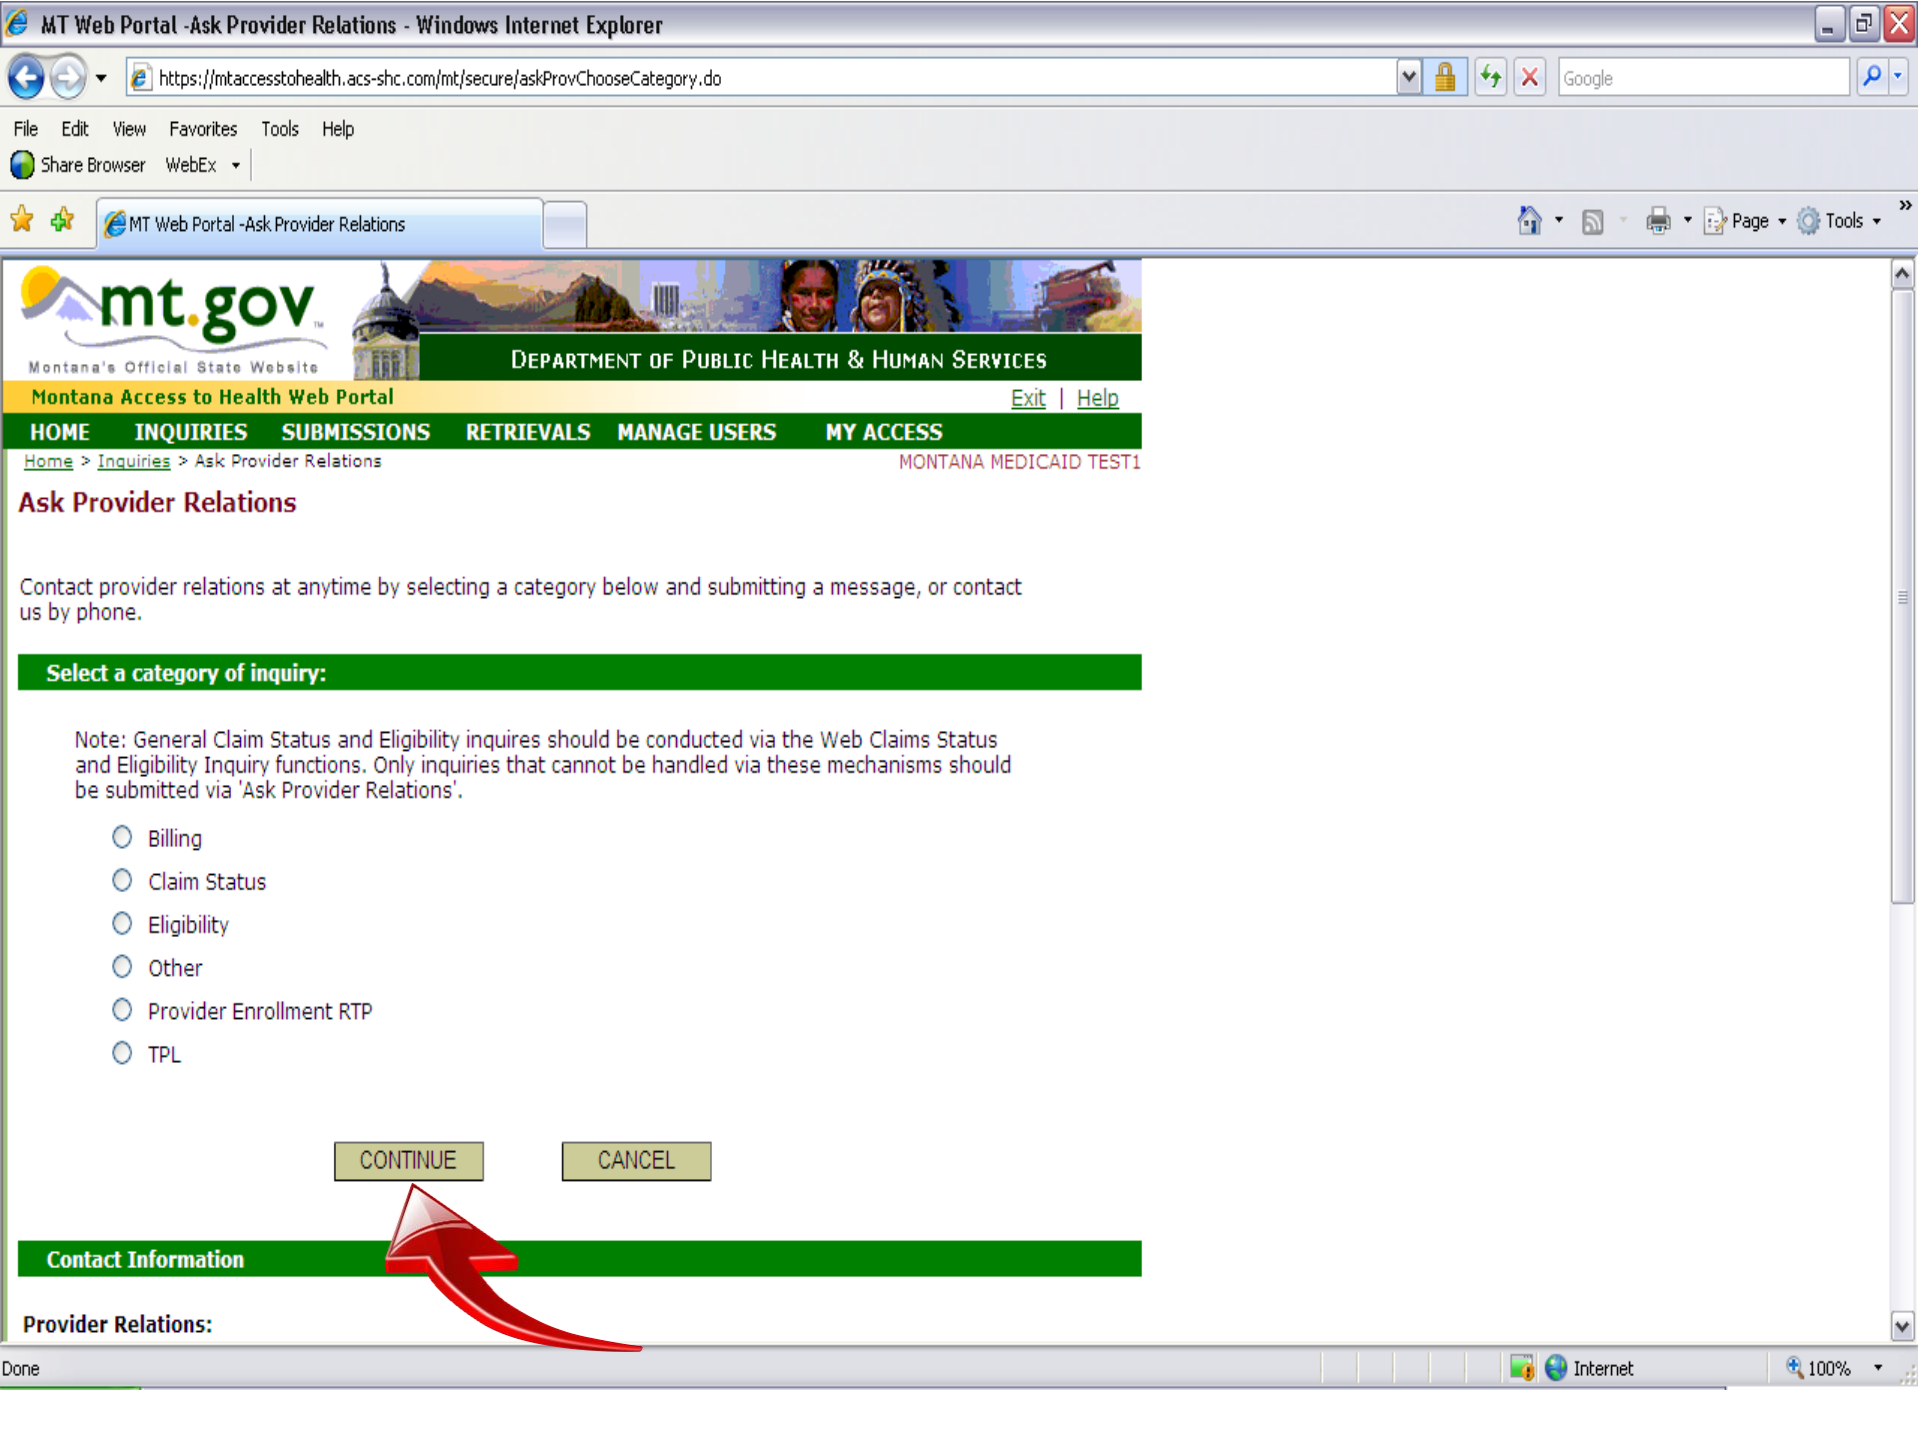 MT Web Portal -Ask Provider Relations - Windows Internet Explorer
https://mtaccesstohealth.acs-shc.com/mt/secure/askProvChooseCategory.do
Google
File Edit View Favorites Tools Help
Share Browser WebEx
MT Web Portal -Ask Provider Relations
Page Tools »
mt.gov
TM
Montana's Official State Website
DEPARTMENT OF PUBLIC HEALTH & HUMAN SERVICES
Montana Access to Health Web Portal
Exit | Help
HOME INQUIRIES SUBMISSIONS RETRIEVALS MANAGE USERS MY ACCESS
Home > Inquiries > Ask Provider Relations
MONTANA MEDICAID TEST1
Ask Provider Relations
Contact provider relations at anytime by selecting a category below and submitting a message, or contact
us by phone.
Select a category of inquiry:
Note: General Claim Status and Eligibility inquires should be conducted via the Web Claims Status
and Eligibility Inquiry functions. Only inquiries that cannot be handled via these mechanisms should
be submitted via 'Ask Provider Relations'.
Billing
Claim Status
Eligibility
Other
Provider Enrollment RTP
TPL
CONTINUE CANCEL
Contact Information
Provider Relations:
Done
Internet
100%